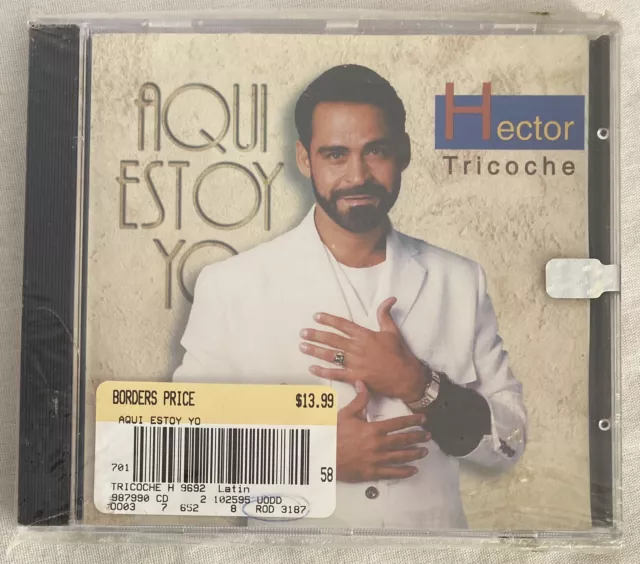 AQUI
ESTOY
YO
Hector
Tricoche
BORDERS PRICE $13.99
AQUI ESTOY YO
701 58
TRICOCHE H 9692 Latin
987990 CD 2 102595 UODD
0003 7 652 8 ROD 3187